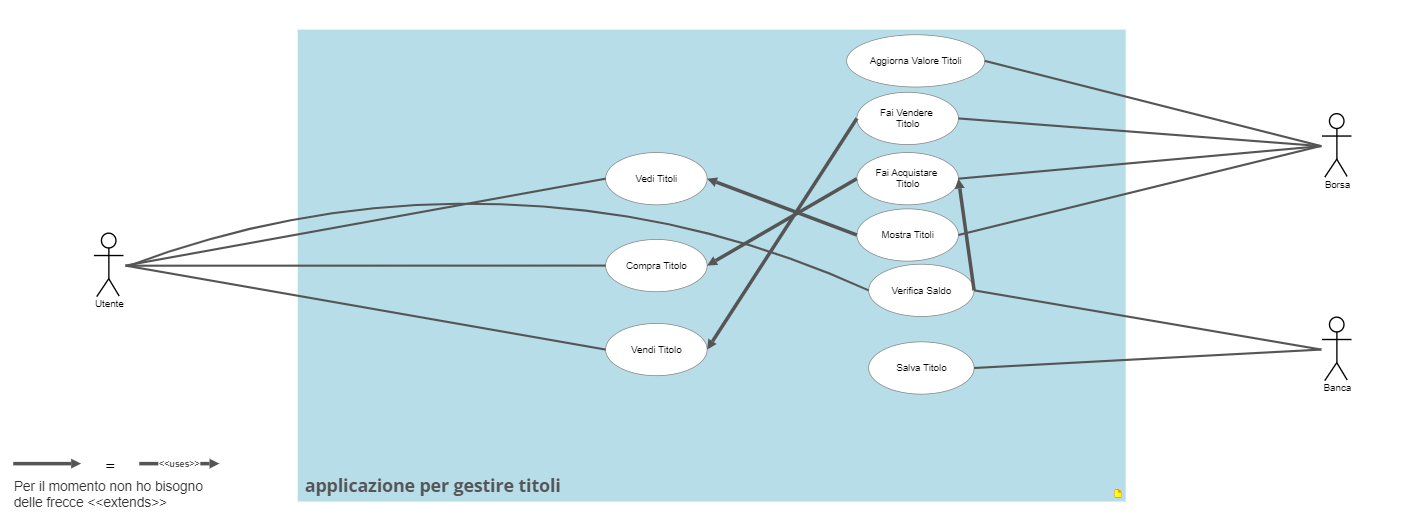 Aggiorna Valore Titoli
Fai Vendere
Titolo
Fai Acquistare
Titolo
Vedi Titoli
Borsa
Mostra Titoli
Compra Titolo
Verifica Saldo
Utente
Vendi Titolo
Salva Titolo
Banca
= <<uses>>
Per il momento non ho bisogno
delle frecce <<extends>>
applicazione per gestire titoli